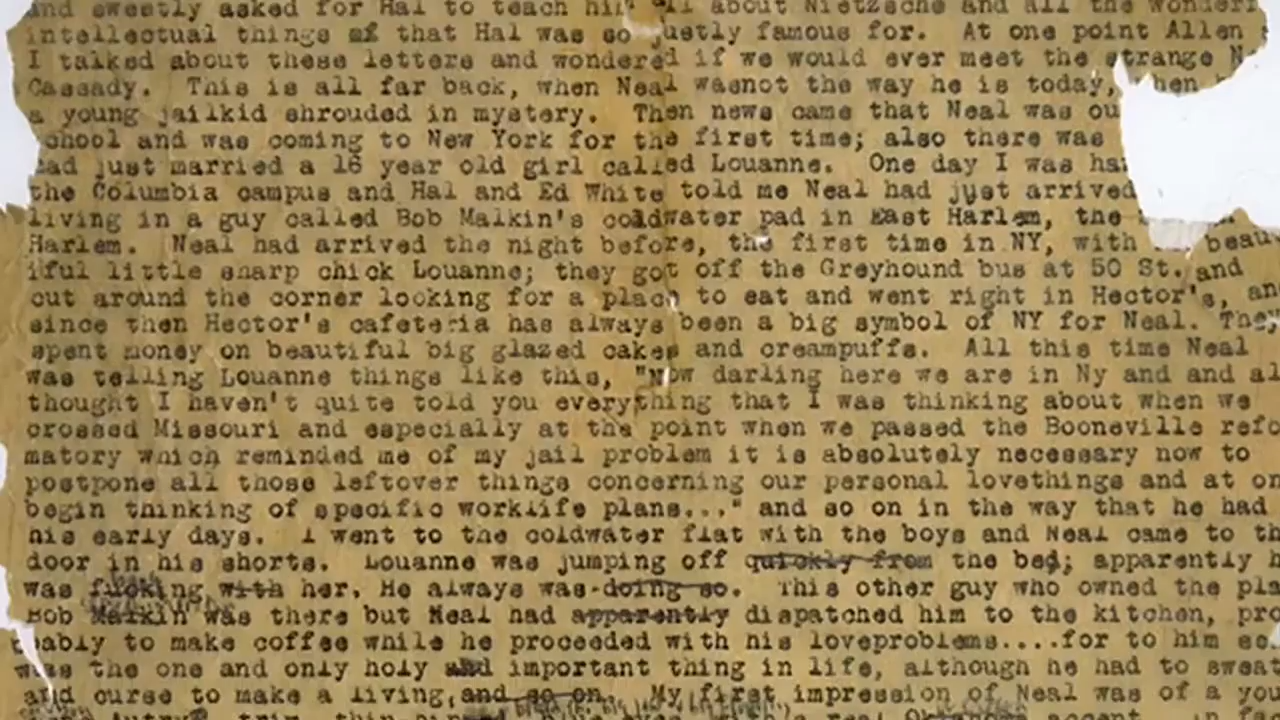 and sweetly asked for Hal to teach him all about Nietzsche and all the
intellectual things of that Hal was so justly famous for. At one point Allen
I talked about these letters and wondered if we would ever meet the strange
Cassady. This is all far back, when Neal wasnot the way he is today,
a young jailkid shrouded in mystery. Then news came that Neal was
and was coming to New York for the first time; also there was
had just married a 16 year old girl called Louanne. One day I was
the Columbia campus and Hal and Ed White told me Neal had just arrived
living in a guy called Bob Malkin's coldwater pad in East Harlem, the
Harlem. Neal had arrived the night before, the first time in NY, with beau
iful little sharp chick Louanne; they got off the Greyhound bus at 50 St. and
cut around the corner looking for a place to eat and went right in Hector's, and
since then Hector's cafeteria has always been a big symbol of NY for Neal. They
spent money on beautiful big glazed cakes and creampuffs. All this time Neal
was telling Louanne things like this, "Now darling here we are in Ny and and al
thought I haven't quite told you everything that I was thinking about when we
crossed Missouri and especially at the point when we passed the Booneville refo
matory which reminded me of my jail problem it is absolutely necessary now to
postpone all those leftover things concerning our personal lovethings and at on
begin thinking of specific worklife plans..." and so on in the way that he had
his early days. I went to the coldwater flat with the boys and Neal came to th
door in his shorts. Louanne was jumping off quickly from the bed; apparently h
was fucking with her. He always was doing so. This other guy who owned the pla
Bob Malkin was there but Neal had apparently dispatched him to the kitchen, pro
bably to make coffee while he proceeded with his loveproblems....for to him se
was the one and only holy and important thing in life, although he had to sweat
and curse to make a living, and so on. My first impression of Neal was of a you
Autry trim, thin real accent